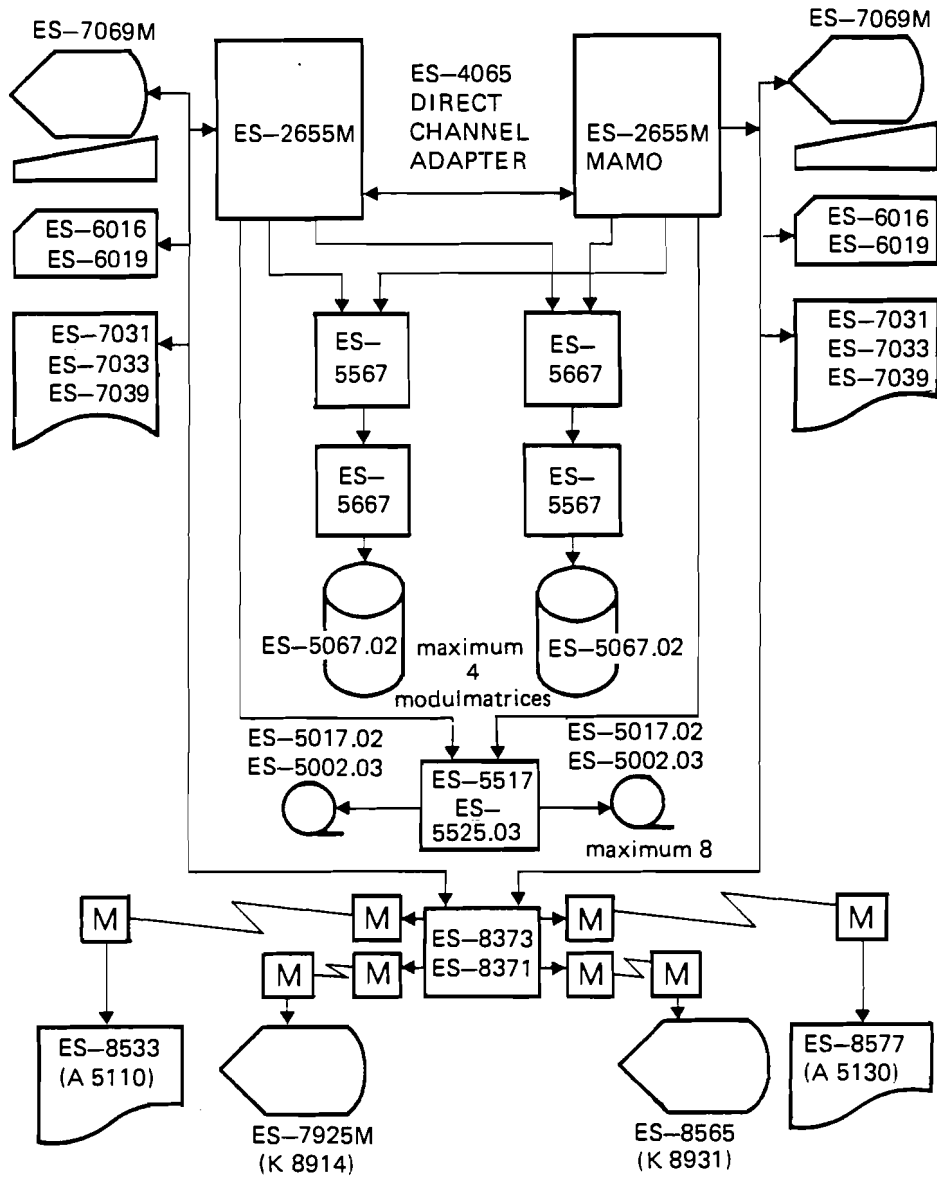 ES–7069M
ES–7069M
ES–2655M
ES–4065
DIRECT
CHANNEL
ADAPTER
ES–2655M
MAMO
ES–6016
ES–6019
ES–6016
ES–6019
ES–7031
ES–7033
ES–7039
ES–7031
ES–7033
ES–7039
ES–
5567
ES–
5667
ES–
5667
ES–
5567
ES–5067.02
maximum
4
modulmatrices
ES–5067.02
ES–5017.02
ES–5002.03
ES–5517
ES–
5525.03
ES–5017.02
ES–5002.03
maximum 8
M
M
M
M
ES–8373
ES–8371
M
M
M
M
ES–8533
(A 5110)
ES–7925M
(K 8914)
ES–8565
(K 8931)
ES–8577
(A 5130)